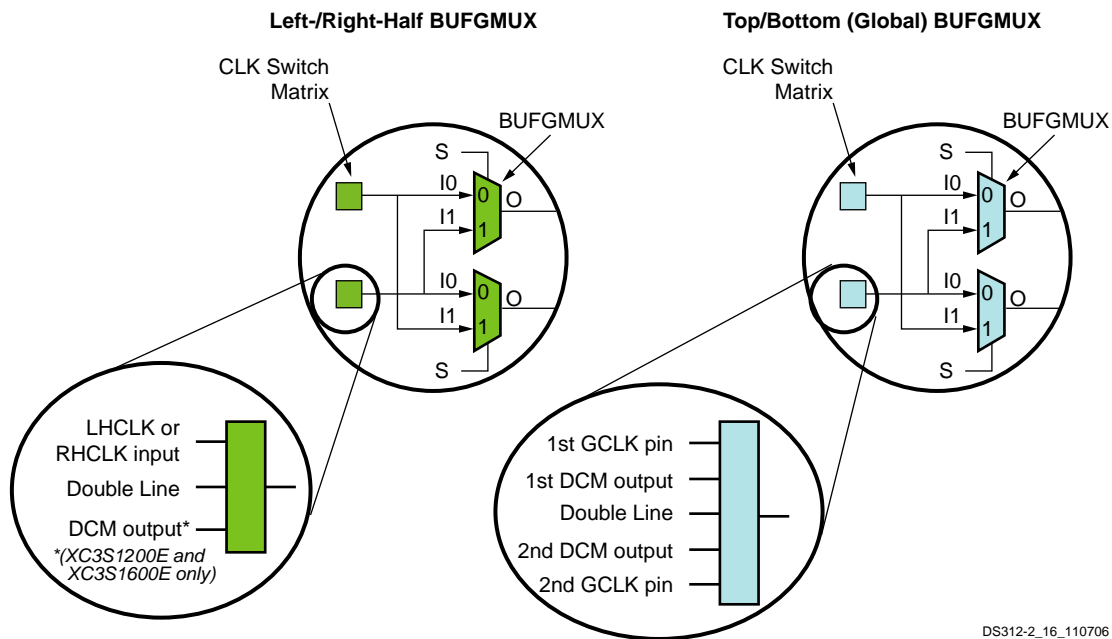 Left-/Right-Half BUFGMUX
CLK Switch
Matrix
BUFGMUX
S
I0
0
O
I1
1
I0
0
O
I1
1
S
LHCLK or
RHCLK input
Double Line
DCM output*
*(XC3S1200E and
XC3S1600E only)
Top/Bottom (Global) BUFGMUX
CLK Switch
Matrix
BUFGMUX
S
I0
0
O
I1
1
I0
0
O
I1
1
S
1st GCLK pin
1st DCM output
Double Line
2nd DCM output
2nd GCLK pin
DS312-2_16_110706